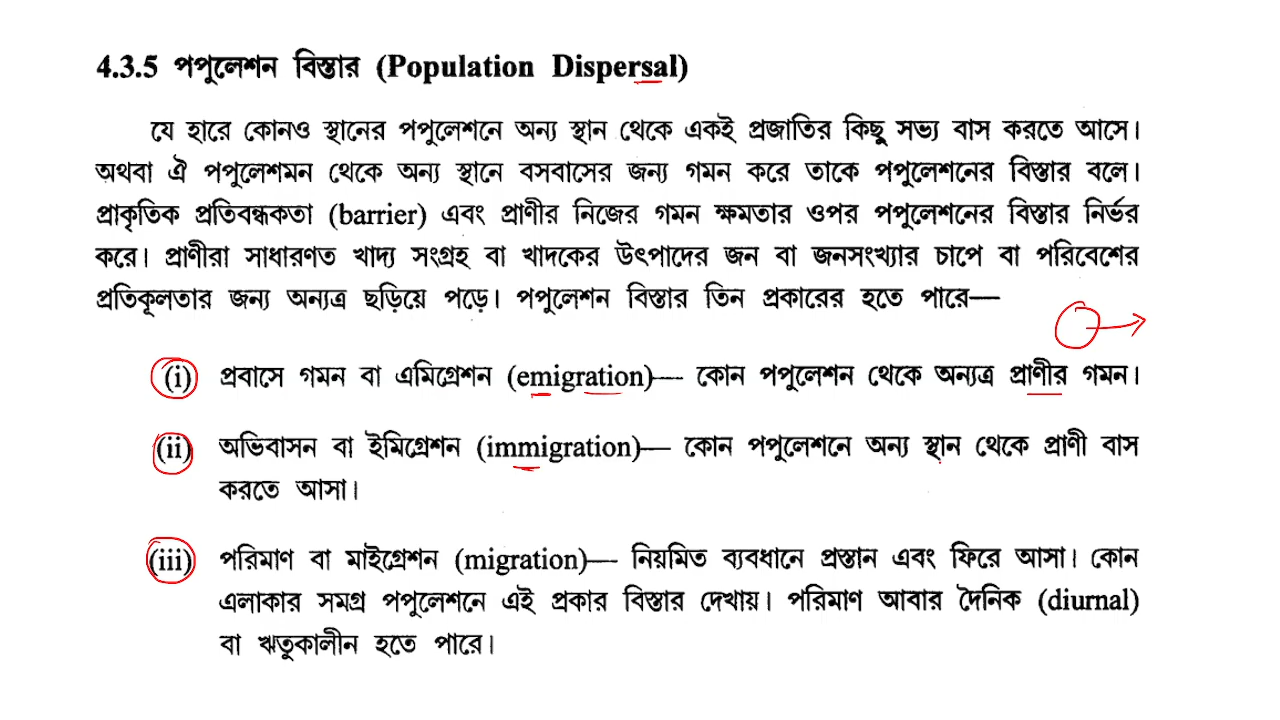 4.3.5 পপুলেশন বিস্তার (Population Dispersal)
যে হারে কোনও স্থানের পপুলেশনে অন্য স্থান থেকে একই প্রজাতির কিছু সভ্য বাস করতে আসে।
অথবা ঐ পপুলেশমন থেকে অন্য স্থানে বসবাসের জন্য গমন করে তাকে পপুলেশনের বিস্তার বলে।
প্রাকৃতিক প্রতিবন্ধকতা (barrier) এবং প্রাণীর নিজের গমন ক্ষমতার ওপর পপুলেশনের বিস্তার নির্ভর
করে। প্রাণীরা সাধারণত খাদ্য সংগ্রহ বা খাদকের উৎপাদের জন বা জনসংখ্যার চাপে বা পরিবেশের
প্রতিকূলতার জন্য অন্যত্র ছড়িয়ে পড়ে। পপুলেশন বিস্তার তিন প্রকারের হতে পারে—
(i) প্রবাসে গমন বা এমিগ্রেশন (emigration)— কোন পপুলেশন থেকে অন্যত্র প্রাণীর গমন।
(ii) অভিবাসন বা ইমিগ্রেশন (immigration)— কোন পপুলেশনে অন্য স্থান থেকে প্রাণী বাস
করতে আসা।
(iii) পরিমাণ বা মাইগ্রেশন (migration)— নিয়মিত ব্যবধানে প্রস্তান এবং ফিরে আসা। কোন
এলাকার সমগ্র পপুলেশনে এই প্রকার বিস্তার দেখায়। পরিমাণ আবার দৈনিক (diurnal)
বা ঋতুকালীন হতে পারে।